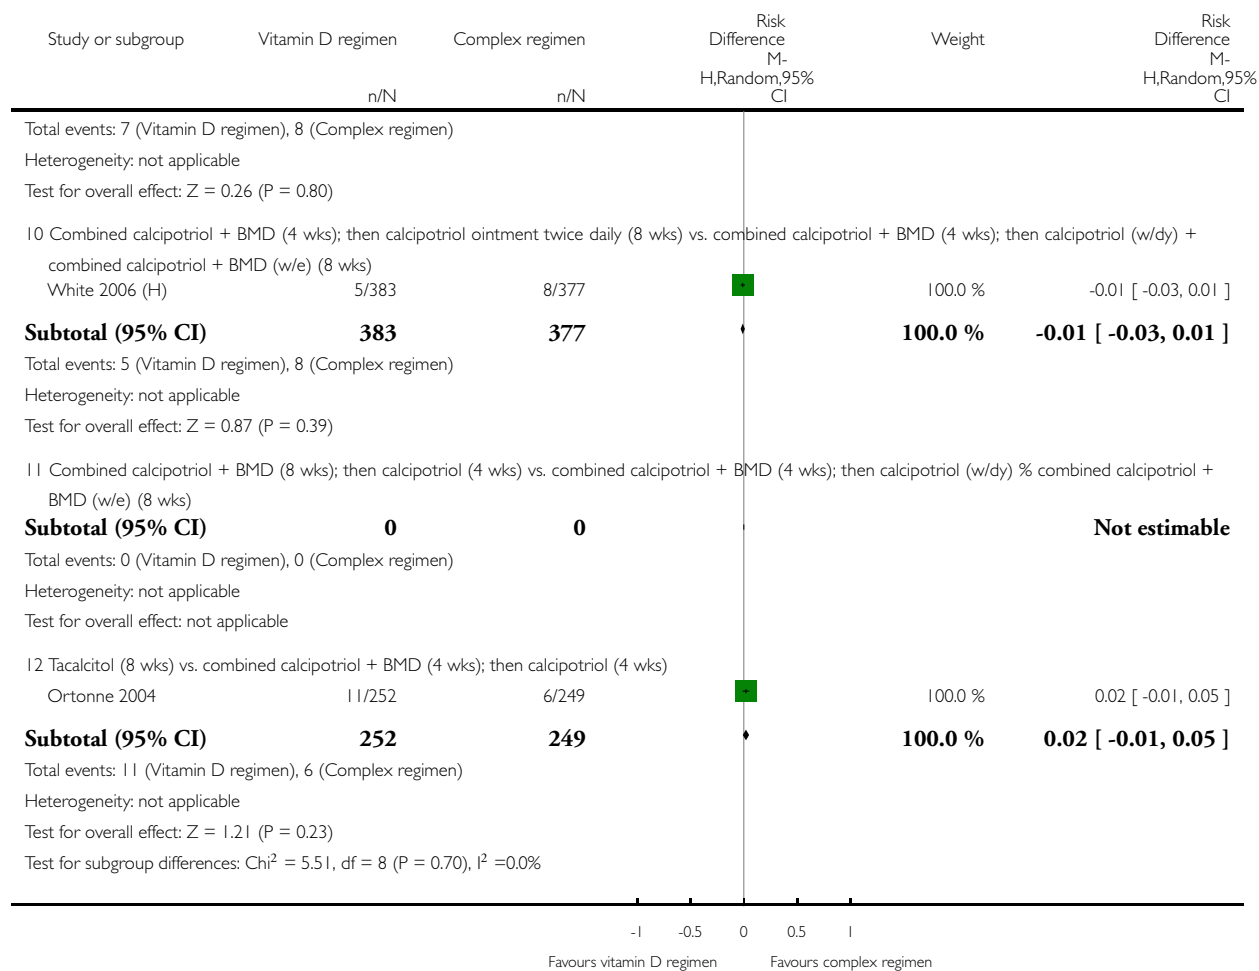 Study or subgroup Vitamin D regimen Complex regimen Risk Difference Weight Risk Difference
n/N n/N M-H,Random,95% CI M-H,Random,95% CI
Total events: 7 (Vitamin D regimen), 8 (Complex regimen)
Heterogeneity: not applicable
Test for overall effect: Z = 0.26 (P = 0.80)
10 Combined calcipotriol + BMD (4 wks); then calcipotriol ointment twice daily (8 wks) vs. combined calcipotriol + BMD (4 wks); then calcipotriol (w/dy) +
combined calcipotriol + BMD (w/e) (8 wks)
White 2006 (H) 5/383 8/377 100.0 % -0.01 [ -0.03, 0.01 ]
Subtotal (95% CI) 383 377 100.0 % -0.01 [ -0.03, 0.01 ]
Total events: 5 (Vitamin D regimen), 8 (Complex regimen)
Heterogeneity: not applicable
Test for overall effect: Z = 0.87 (P = 0.39)
11 Combined calcipotriol + BMD (8 wks); then calcipotriol (4 wks) vs. combined calcipotriol + BMD (4 wks); then calcipotriol (w/dy) % combined calcipotriol +
BMD (w/e) (8 wks)
Subtotal (95% CI) 0 0 Not estimable
Total events: 0 (Vitamin D regimen), 0 (Complex regimen)
Heterogeneity: not applicable
Test for overall effect: not applicable
12 Tacalcitol (8 wks) vs. combined calcipotriol + BMD (4 wks); then calcipotriol (4 wks)
Ortonne 2004 11/252 6/249 100.0 % 0.02 [ -0.01, 0.05 ]
Subtotal (95% CI) 252 249 100.0 % 0.02 [ -0.01, 0.05 ]
Total events: 11 (Vitamin D regimen), 6 (Complex regimen)
Heterogeneity: not applicable
Test for overall effect: Z = 1.21 (P = 0.23)
Test for subgroup differences: Chi² = 5.51, df = 8 (P = 0.70), I² =0.0%
-1 -0.5 0 0.5 1
Favours vitamin D regimen Favours complex regimen